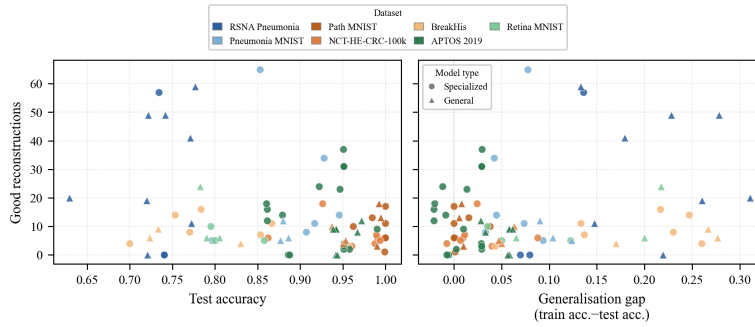 Dataset
RSNA Pneumonia Path MNIST BreakHis Retina MNIST
Pneumonia MNIST NCT-HE-CRC-100k APTOS 2019
Good reconstructions
60
50
40
30
20
10
0
0.65 0.70 0.75 0.80 0.85 0.90 0.95 1.00
Test accuracy
Model type
Specialized
General
0.00 0.05 0.10 0.15 0.20 0.25 0.30
Generalisation gap
(train acc.−test acc.)